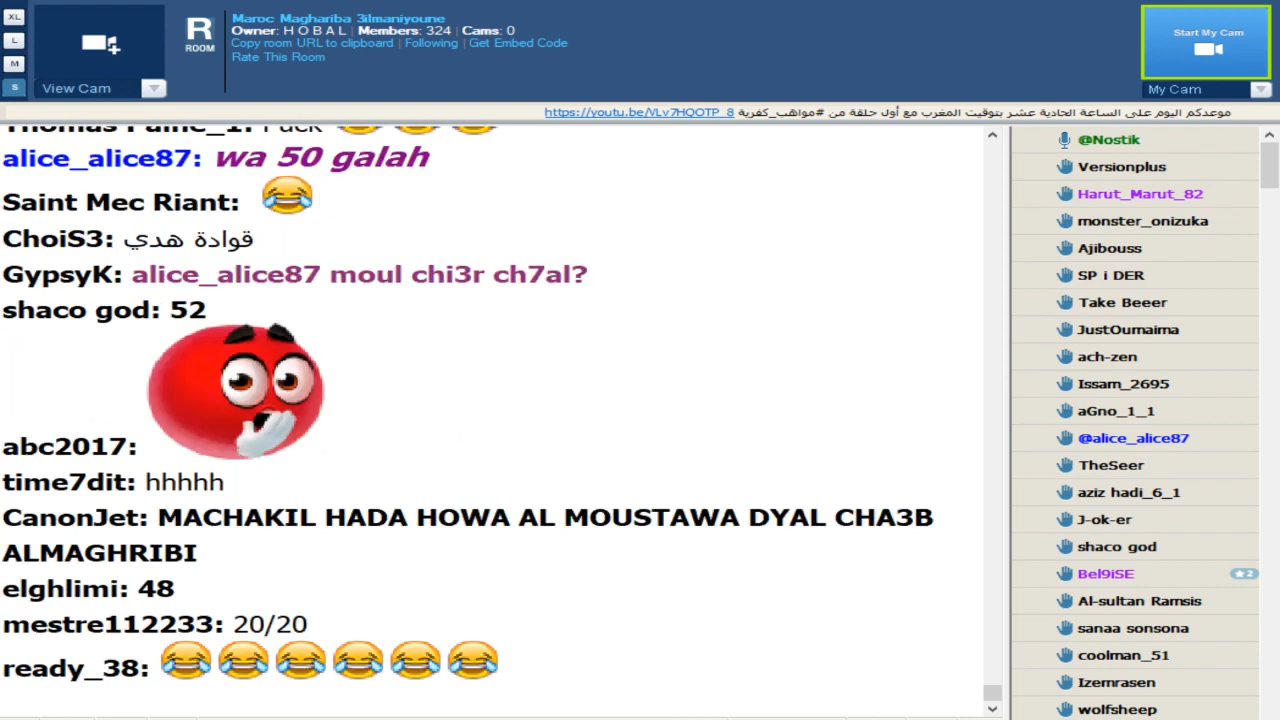 XL
L
M
S
View Cam
R
ROOM
Maroc Maghariba 3ilmaniyoune
Owner: H O B A L | Members: 324 | Cams: 0
Copy room URL to clipboard | Following | Get Embed Code
Rate This Room
Start My Cam
My Cam
موعدكم اليوم على الساعة الحادية عشر بتوقيت المغرب مع أول حلقة من #مواهب_كفرية https://youtu.be/VLv7HQOTP_8
Thomas Paine_1: Fuck
alice_alice87: wa 50 galah
Saint Mec Riant:
ChoiS3: قوادة هدي
GypsyK: alice_alice87 moul chi3r ch7al?
shaco god: 52
abc2017:
time7dit: hhhhh
CanonJet: MACHAKIL HADA HOWA AL MOUSTAWA DYAL CHA3B
ALMAGHRIBI
elghlimi: 48
mestre112233: 20/20
ready_38:
@Nostik
Versionplus
Harut_Marut_82
monster_onizuka
Ajibouss
SP i DER
Take Beeer
JustOumaima
ach-zen
Issam_2695
aGno_1_1
@alice_alice87
TheSeer
aziz hadi_6_1
J-ok-er
shaco god
Bel9iSE
★2
Al-sultan Ramsis
sanaa sonsona
coolman_51
Izemrasen
wolfsheep